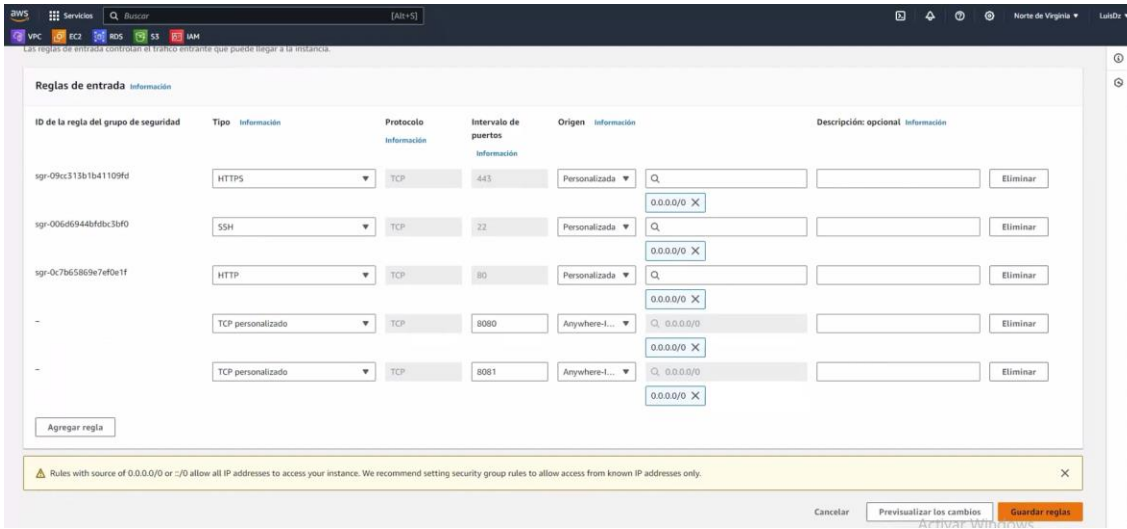 aws Servicios Buscar [Alt+S] Norte de Virginia LuisDz
VPC EC2 RDS S3 IAM
Las reglas de entrada controlan el tráfico entrante que puede llegar a la instancia.
Reglas de entrada Información
ID de la regla del grupo de seguridad Tipo Información Protocolo Información Intervalo de puertos Información Origen Información Descripción: opcional Información
sgr-09cc313b1b41109fd HTTPS TCP 443 Personalizada Eliminar
0.0.0.0/0
sgr-006d6944bfdbc3bf0 SSH TCP 22 Personalizada Eliminar
0.0.0.0/0
sgr-0c7b65869e7ef0e1f HTTP TCP 80 Personalizada Eliminar
0.0.0.0/0
– TCP personalizado TCP 8080 Anywhere-I... 0.0.0.0/0 Eliminar
0.0.0.0/0
– TCP personalizado TCP 8081 Anywhere-I... 0.0.0.0/0 Eliminar
0.0.0.0/0
Agregar regla
Rules with source of 0.0.0.0/0 or ::/0 allow all IP addresses to access your instance. We recommend setting security group rules to allow access from known IP addresses only.
Cancelar Previsualizar los cambios Guardar reglas
Activar Windows